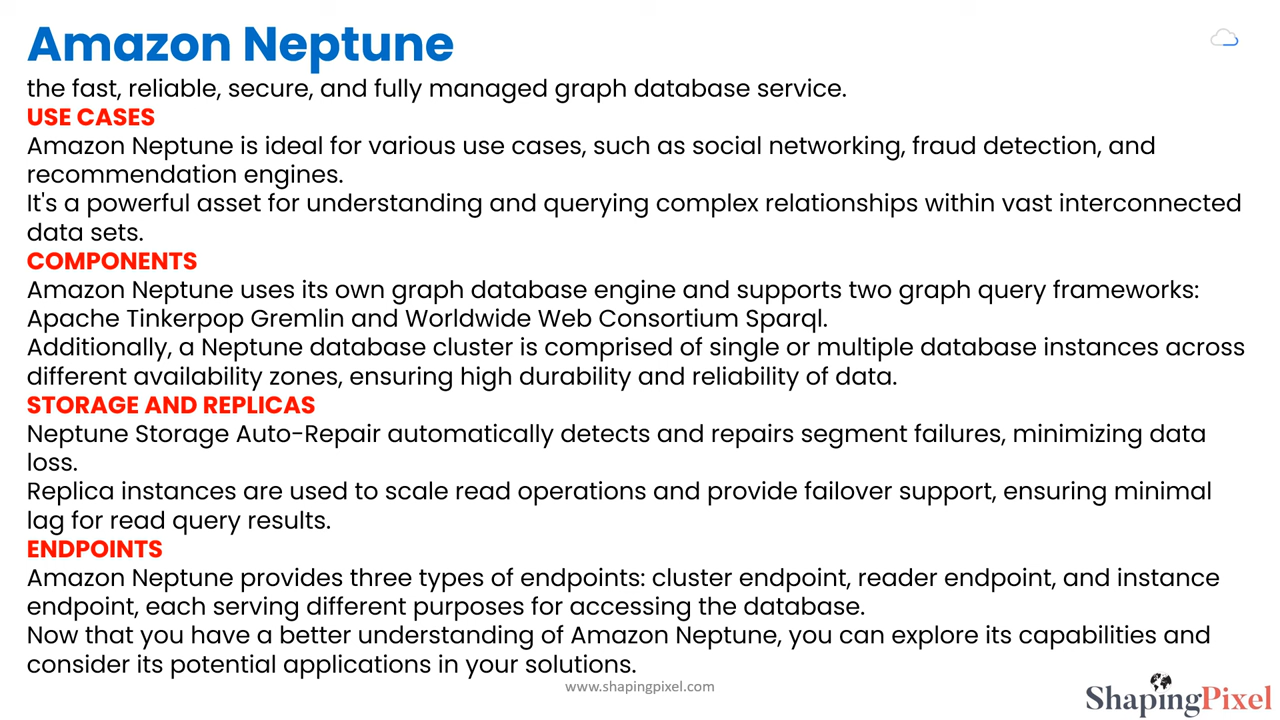 Amazon Neptune
the fast, reliable, secure, and fully managed graph database service.
USE CASES
Amazon Neptune is ideal for various use cases, such as social networking, fraud detection, and
recommendation engines.
It's a powerful asset for understanding and querying complex relationships within vast interconnected
data sets.
COMPONENTS
Amazon Neptune uses its own graph database engine and supports two graph query frameworks:
Apache Tinkerpop Gremlin and Worldwide Web Consortium Sparql.
Additionally, a Neptune database cluster is comprised of single or multiple database instances across
different availability zones, ensuring high durability and reliability of data.
STORAGE AND REPLICAS
Neptune Storage Auto-Repair automatically detects and repairs segment failures, minimizing data
loss.
Replica instances are used to scale read operations and provide failover support, ensuring minimal
lag for read query results.
ENDPOINTS
Amazon Neptune provides three types of endpoints: cluster endpoint, reader endpoint, and instance
endpoint, each serving different purposes for accessing the database.
Now that you have a better understanding of Amazon Neptune, you can explore its capabilities and
consider its potential applications in your solutions.
www.shapingpixel.com
ShapingPixel